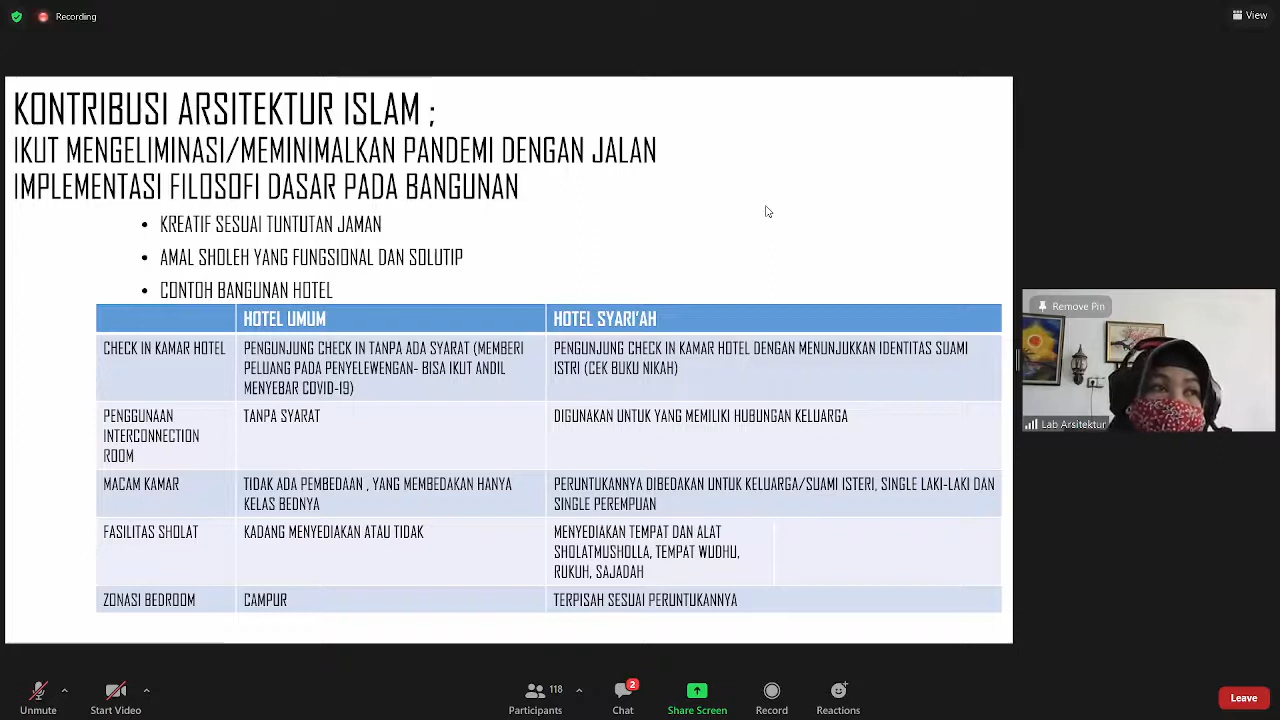 Recording
View
KONTRIBUSI ARSITEKTUR ISLAM ;
IKUT MENGELIMINASI/MEMINIMALKAN PANDEMI DENGAN JALAN
IMPLEMENTASI FILOSOFI DASAR PADA BANGUNAN
• KREATIF SESUAI TUNTUTAN JAMAN
• AMAL SHOLEH YANG FUNGSIONAL DAN SOLUTIP
• CONTOH BANGUNAN HOTEL
HOTEL UMUM
HOTEL SYARI'AH
CHECK IN KAMAR HOTEL
PENGUNJUNG CHECK IN TANPA ADA SYARAT (MEMBERI
PELUANG PADA PENYELEWENGAN- BISA IKUT ANDIL
MENYEBAR COVID-19)
PENGUNJUNG CHECK IN KAMAR HOTEL DENGAN MENUNJUKKAN IDENTITAS SUAMI
ISTRI (CEK BUKU NIKAH)
PENGGUNAAN
INTERCONNECTION
ROOM
TANPA SYARAT
DIGUNAKAN UNTUK YANG MEMILIKI HUBUNGAN KELUARGA
MACAM KAMAR
TIDAK ADA PEMBEDAAN , YANG MEMBEDAKAN HANYA
KELAS BEDNYA
PERUNTUKANNYA DIBEDAKAN UNTUK KELUARGA/SUAMI ISTERI, SINGLE LAKI-LAKI DAN
SINGLE PEREMPUAN
FASILITAS SHOLAT
KADANG MENYEDIAKAN ATAU TIDAK
MENYEDIAKAN TEMPAT DAN ALAT
SHOLATMUSHOLLA, TEMPAT WUDHU,
RUKUH, SAJADAH
ZONASI BEDROOM
CAMPUR
TERPISAH SESUAI PERUNTUKANNYA
Remove Pin
Lab Arsitektur
Unmute
Start Video
118
Participants
2
Chat
Share Screen
Record
Reactions
Leave